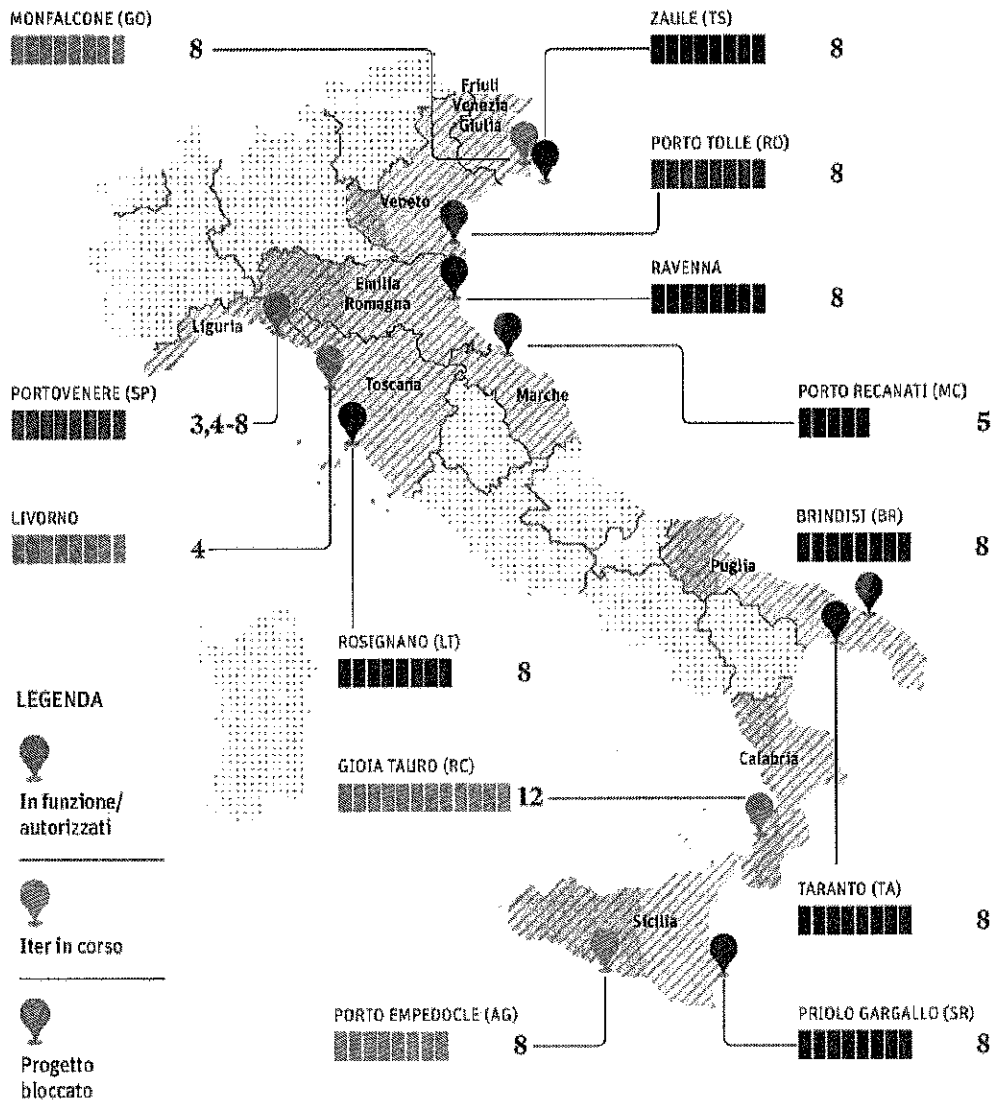 MONFALCONE (GO)
8
ZAULE (TS)
8
Friuli
Venezia
Giulia
PORTO TOLLE (RO)
8
Veneto
RAVENNA
8
Emilia
Romagna
Liguria
PORTOVENERE (SP)
3,4-8
Toscana
Marche
PORTO RECANATI (MC)
5
LIVORNO
4
BRINDISI (BR)
8
Puglia
ROSIGNANO (LI)
8
LEGENDA
In funzione/
autorizzati
Iter in corso
Progetto
bloccato
GIOIA TAURO (RC)
12
Calabria
TARANTO (TA)
8
Sicilia
PORTO EMPEDOCLE (AG)
8
PRIOLO GARGALLO (SR)
8